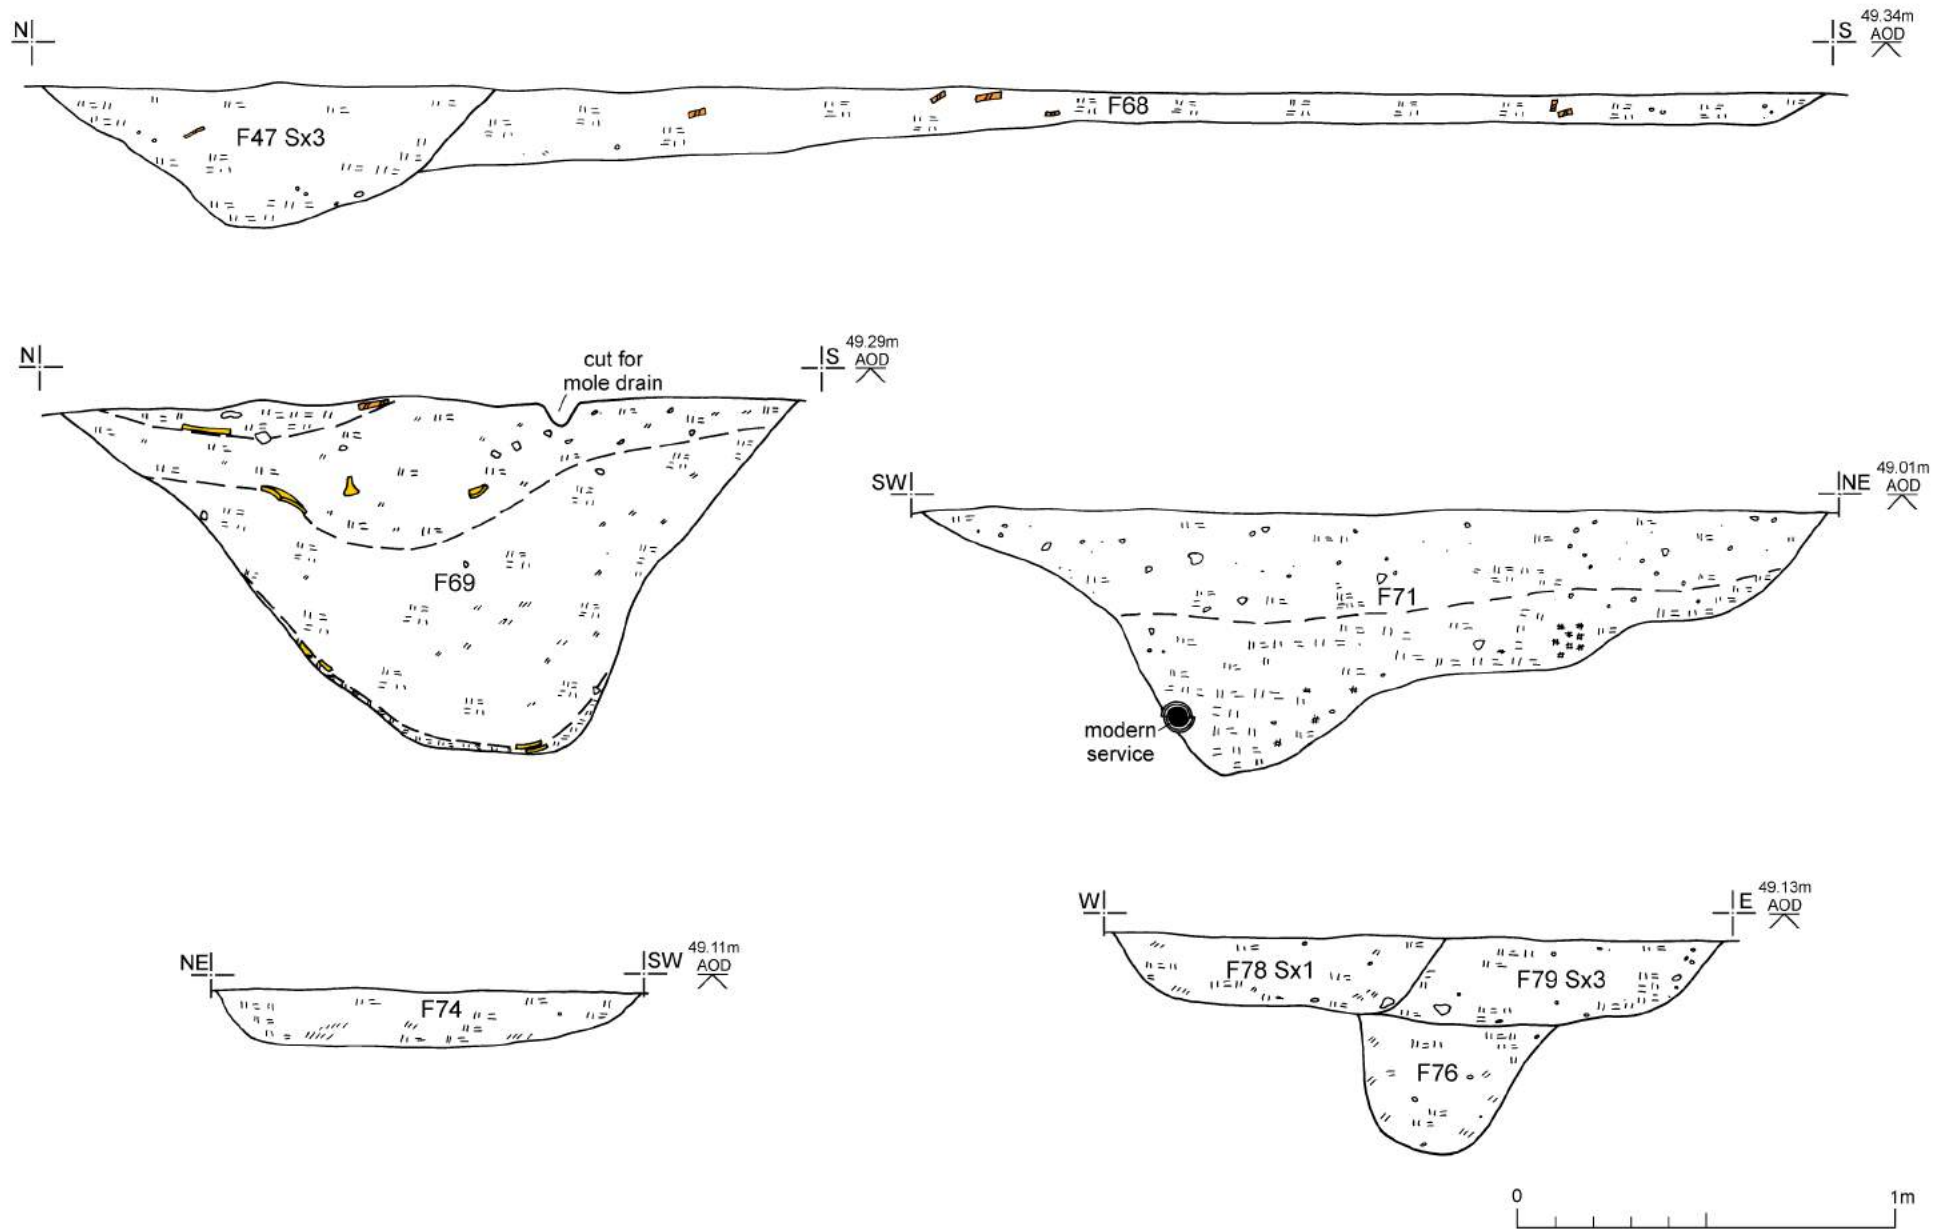 N
S
49.34m
AOD
F47 Sx3
F68
N
S
49.29m
AOD
cut for
mole drain
F69
SW
NE
49.01m
AOD
F71
modern
service
NE
SW
49.11m
AOD
F74
W
E
49.13m
AOD
F78 Sx1
F79 Sx3
F76
0
1m